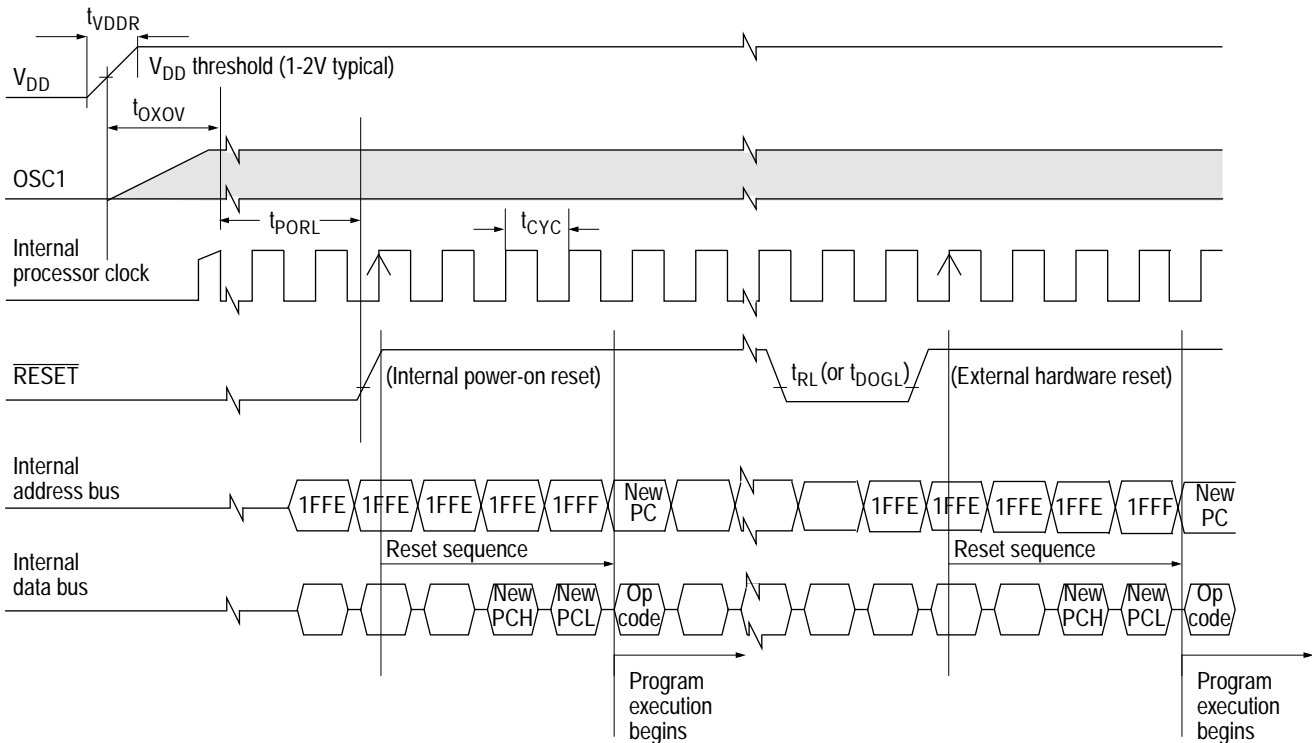 tVDDR
VDD
VDD threshold (1-2V typical)
tOXOV
OSC1
tPORL
tCYC
Internal
processor clock
RESET
(Internal power-on reset)
tRL (or tDOGL)
(External hardware reset)
Internal
address bus
1FFE 1FFE 1FFE 1FFE 1FFF New PC 1FFE 1FFE 1FFE 1FFE 1FFF New PC
Reset sequence
Reset sequence
Internal
data bus
New PCH New PCL Op code New PCH New PCL Op code
Program
execution
begins
Program
execution
begins